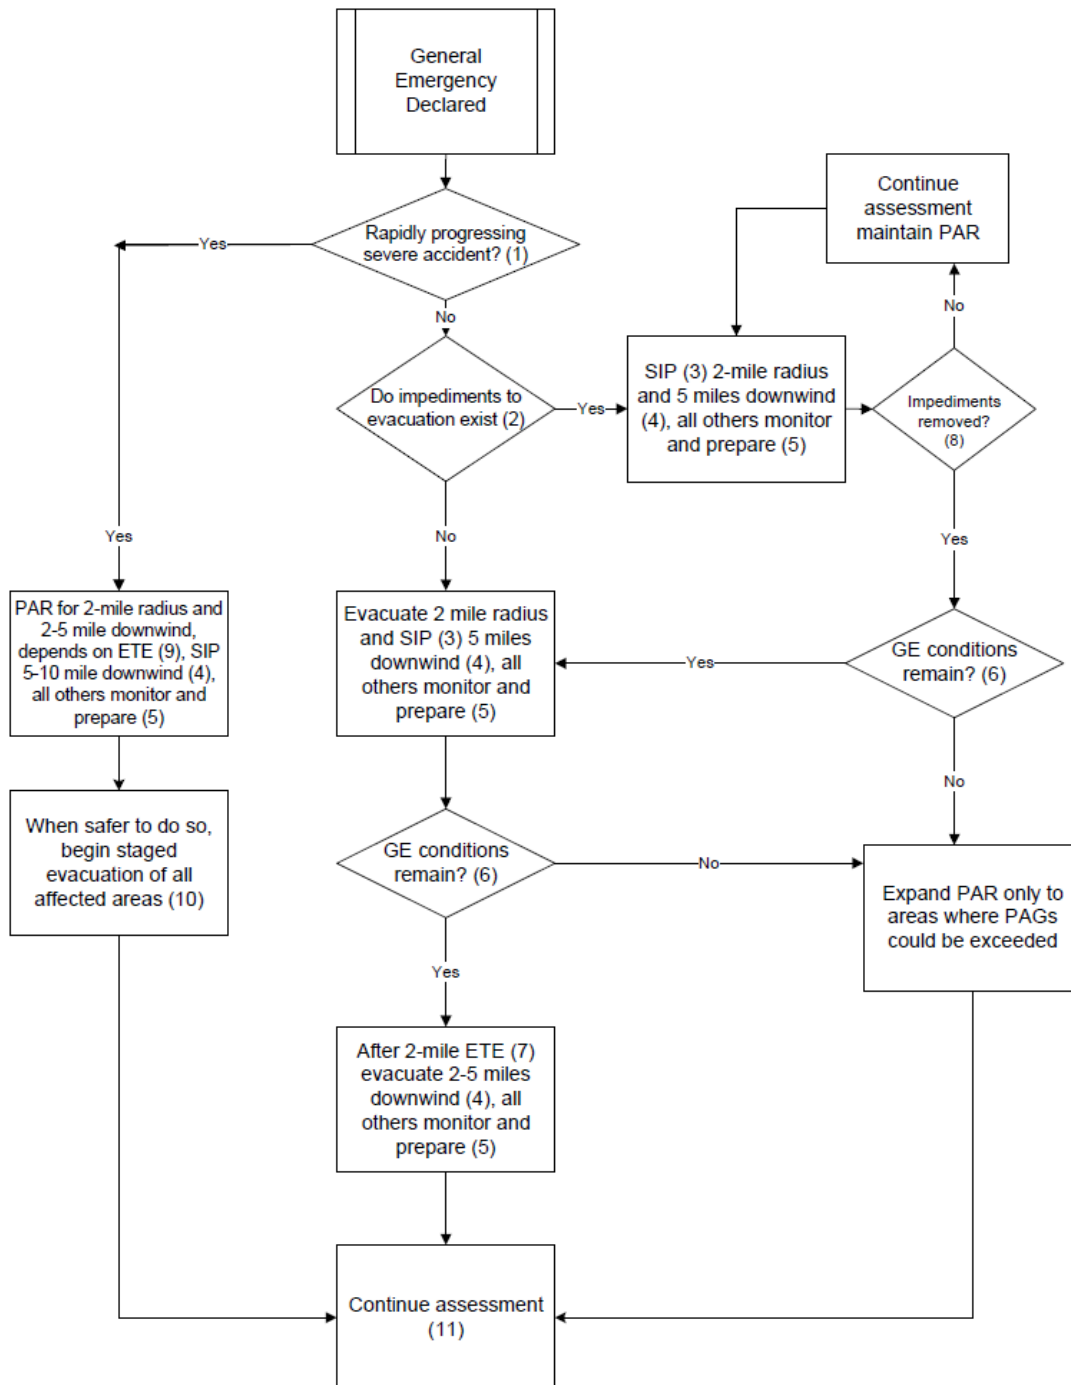 General
Emergency
Declared
Rapidly progressing
severe accident? (1)
Yes
No
Continue
assessment
maintain PAR
No
Do impediments to
evacuation exist (2)
Yes
SIP (3) 2-mile radius
and 5 miles downwind
(4), all others monitor
and prepare (5)
Impediments
removed?
(8)
Yes
No
Yes
PAR for 2-mile radius and
2-5 mile downwind,
depends on ETE (9), SIP
5-10 mile downwind (4),
all others monitor and
prepare (5)
Evacuate 2 mile radius
and SIP (3) 5 miles
downwind (4), all
others monitor and
prepare (5)
Yes
GE conditions
remain? (6)
No
When safer to do so,
begin staged
evacuation of all
affected areas (10)
GE conditions
remain? (6)
No
Expand PAR only to
areas where PAGs
could be exceeded
Yes
After 2-mile ETE (7)
evacuate 2-5 miles
downwind (4), all
others monitor and
prepare (5)
Continue assessment
(11)